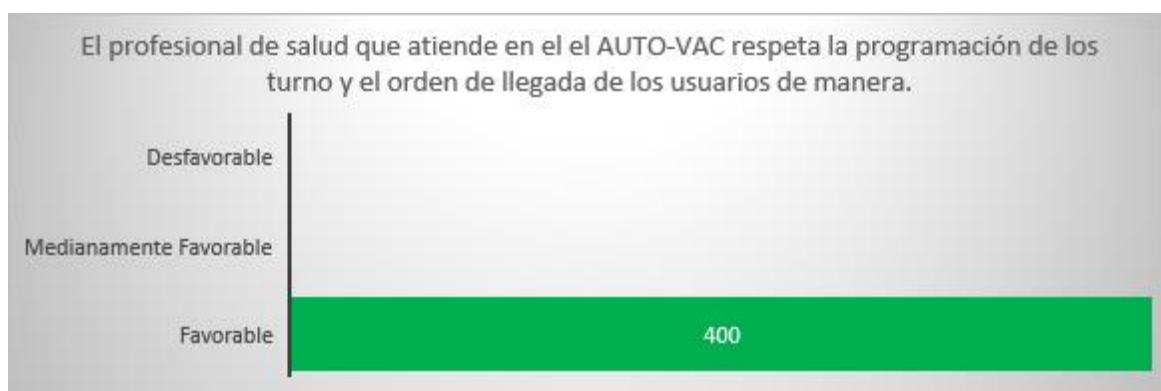 El profesional de salud que atiende en el el AUTO-VAC respeta la programación de los
turno y el orden de llegada de los usuarios de manera.
Desfavorable
Medianamente Favorable
Favorable
400